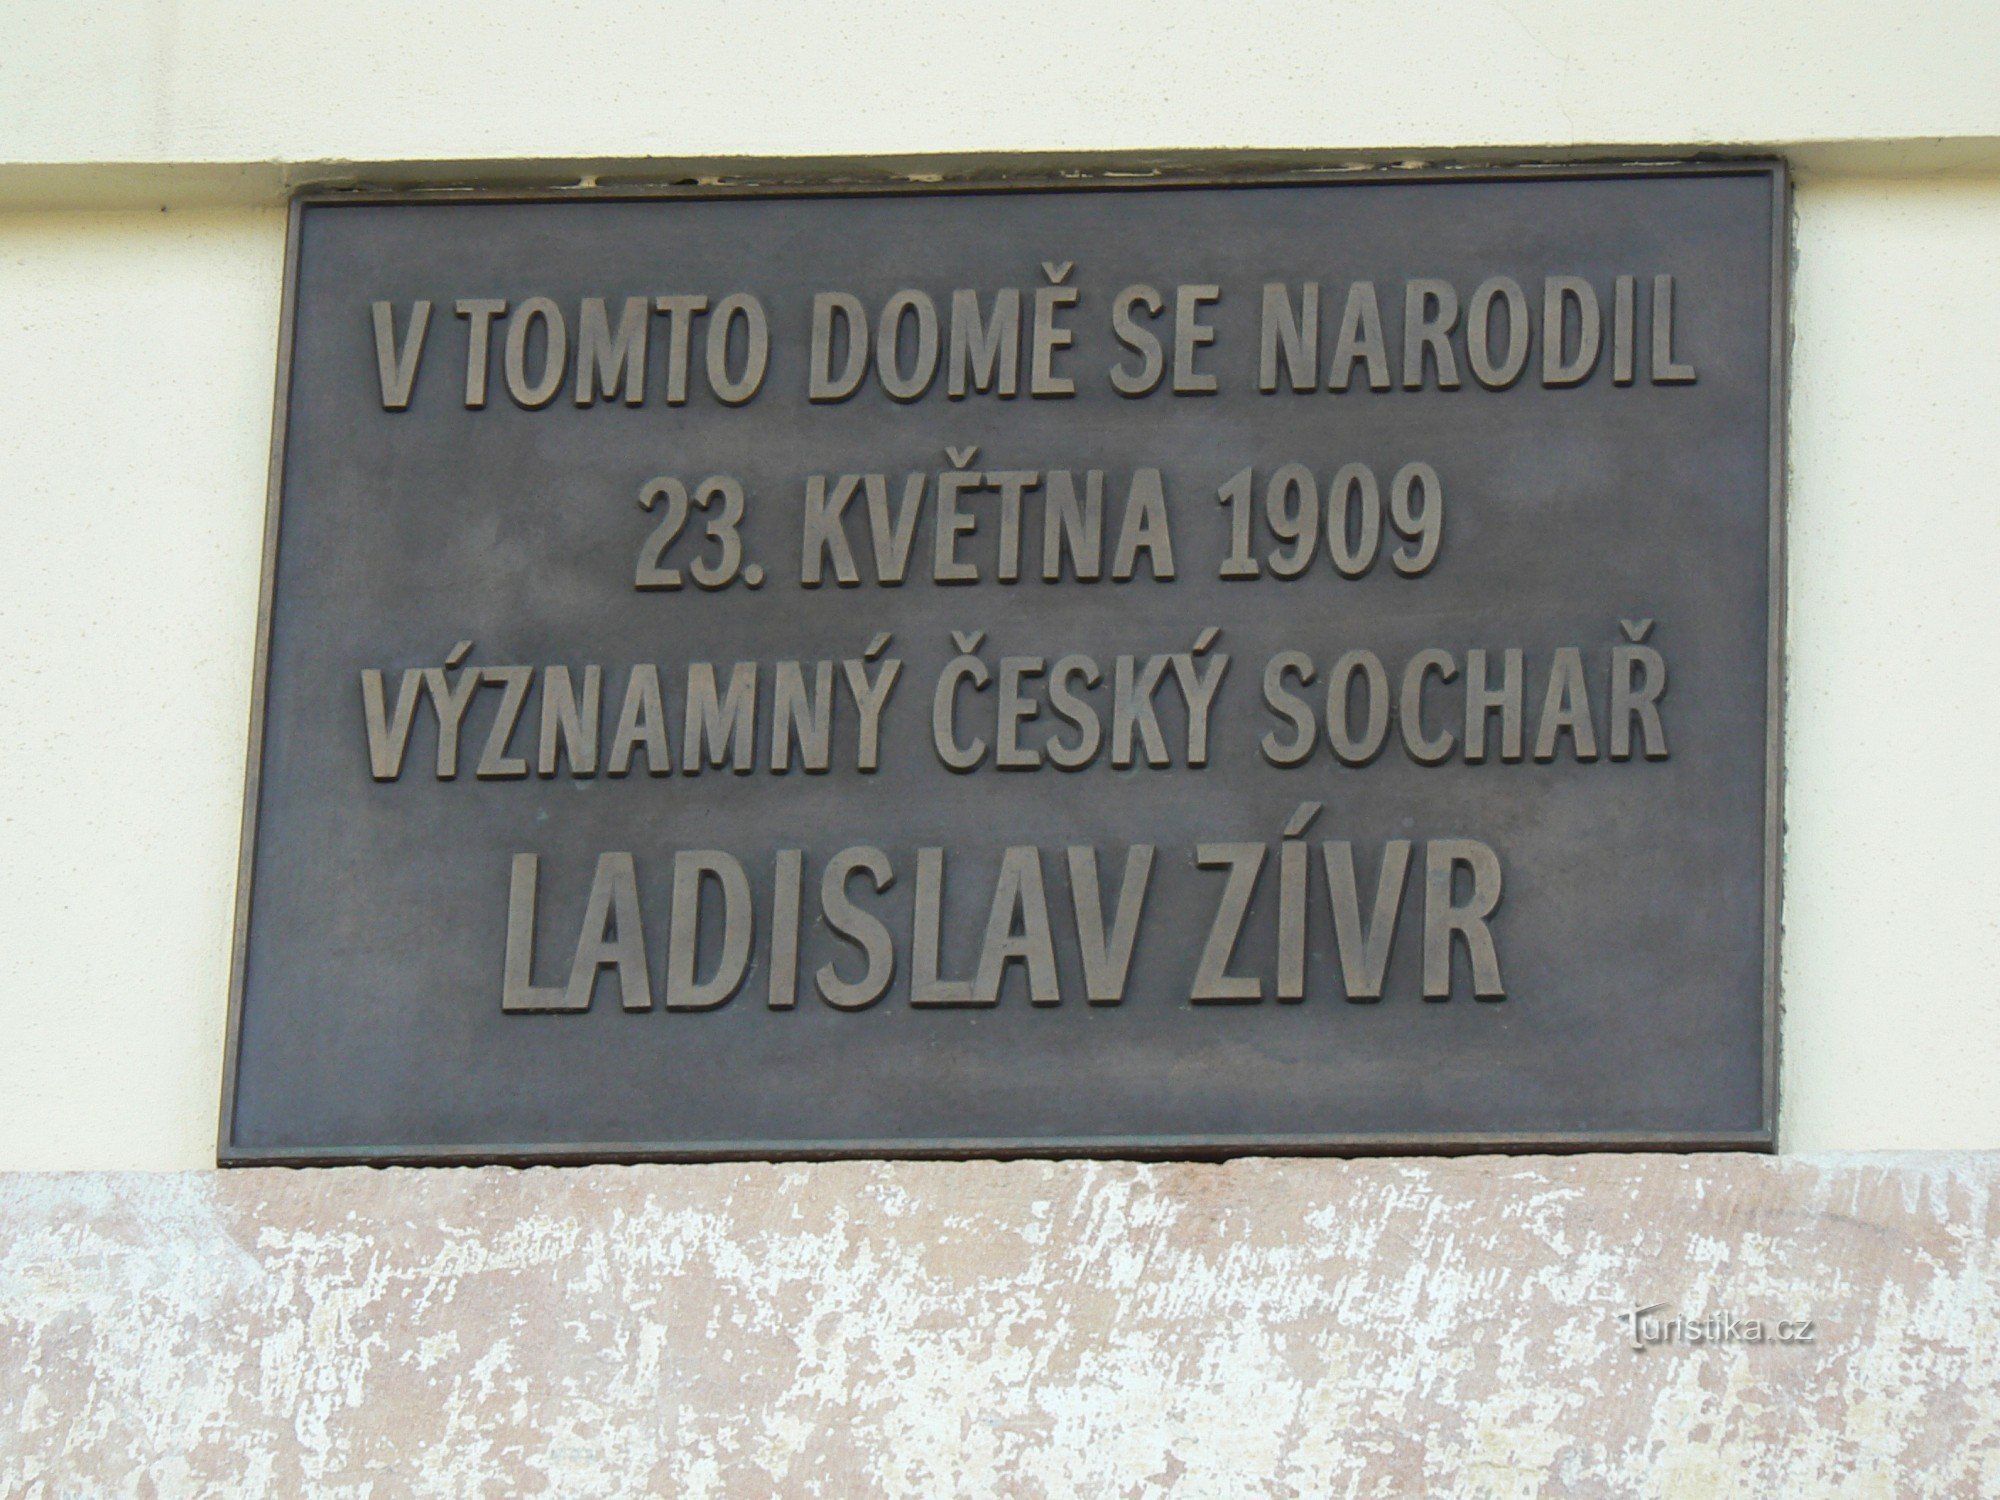 V TOMTO DOMĚ SE NARODIL
23. KVĚTNA 1909
VÝZNAMNÝ ČESKÝ SOCHAŘ
LADISLAV ZÍVR
Turistika.cz